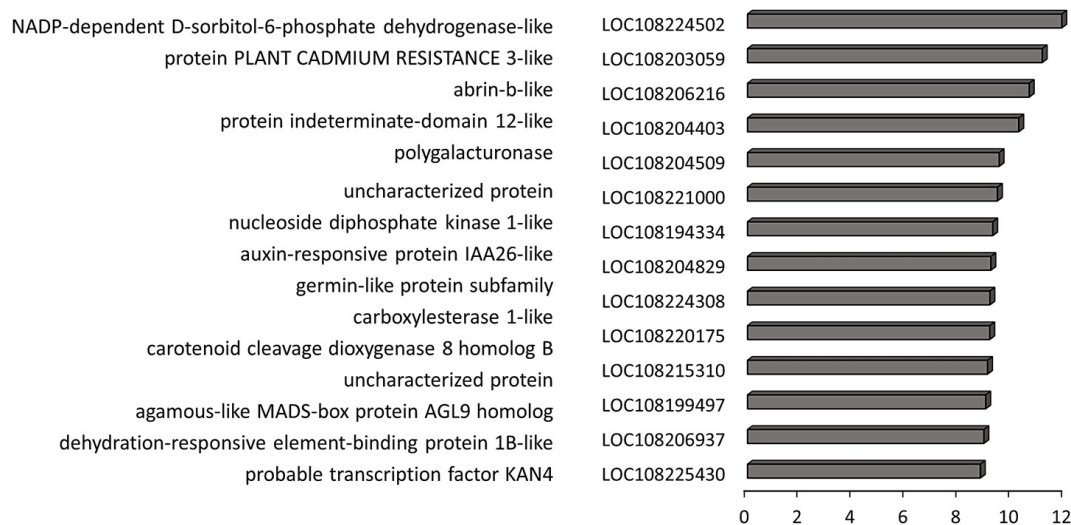 NADP-dependent D-sorbitol-6-phosphate dehydrogenase-like LOC108224502
protein PLANT CADMIUM RESISTANCE 3-like LOC108203059
abrin-b-like LOC108206216
protein indeterminate-domain 12-like LOC108204403
polygalacturonase LOC108204509
uncharacterized protein LOC108221000
nucleoside diphosphate kinase 1-like LOC108194334
auxin-responsive protein IAA26-like LOC108204829
germin-like protein subfamily LOC108224308
carboxylesterase 1-like LOC108220175
carotenoid cleavage dioxygenase 8 homolog B LOC108215310
uncharacterized protein LOC108199497
agamous-like MADS-box protein AGL9 homolog
dehydration-responsive element-binding protein 1B-like LOC108206937
probable transcription factor KAN4 LOC108225430
0 2 4 6 8 10 12